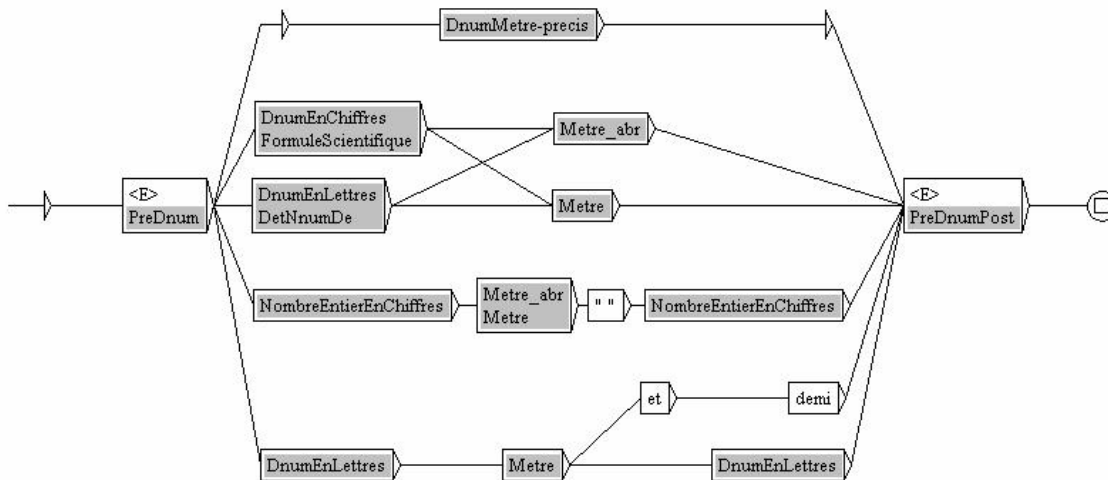 DnumMetre-precis
DnumEnChiffres
FormuleScientifique
Metre_abr
<E>
PreDnum
DnumEnLettres
DetNnumDe
Metre
<E>
PreDnumPost
NombreEntierEnChiffres
Metre_abr
Metre
" "
NombreEntierEnChiffres
et
demi
DnumEnLettres
Metre
DnumEnLettres